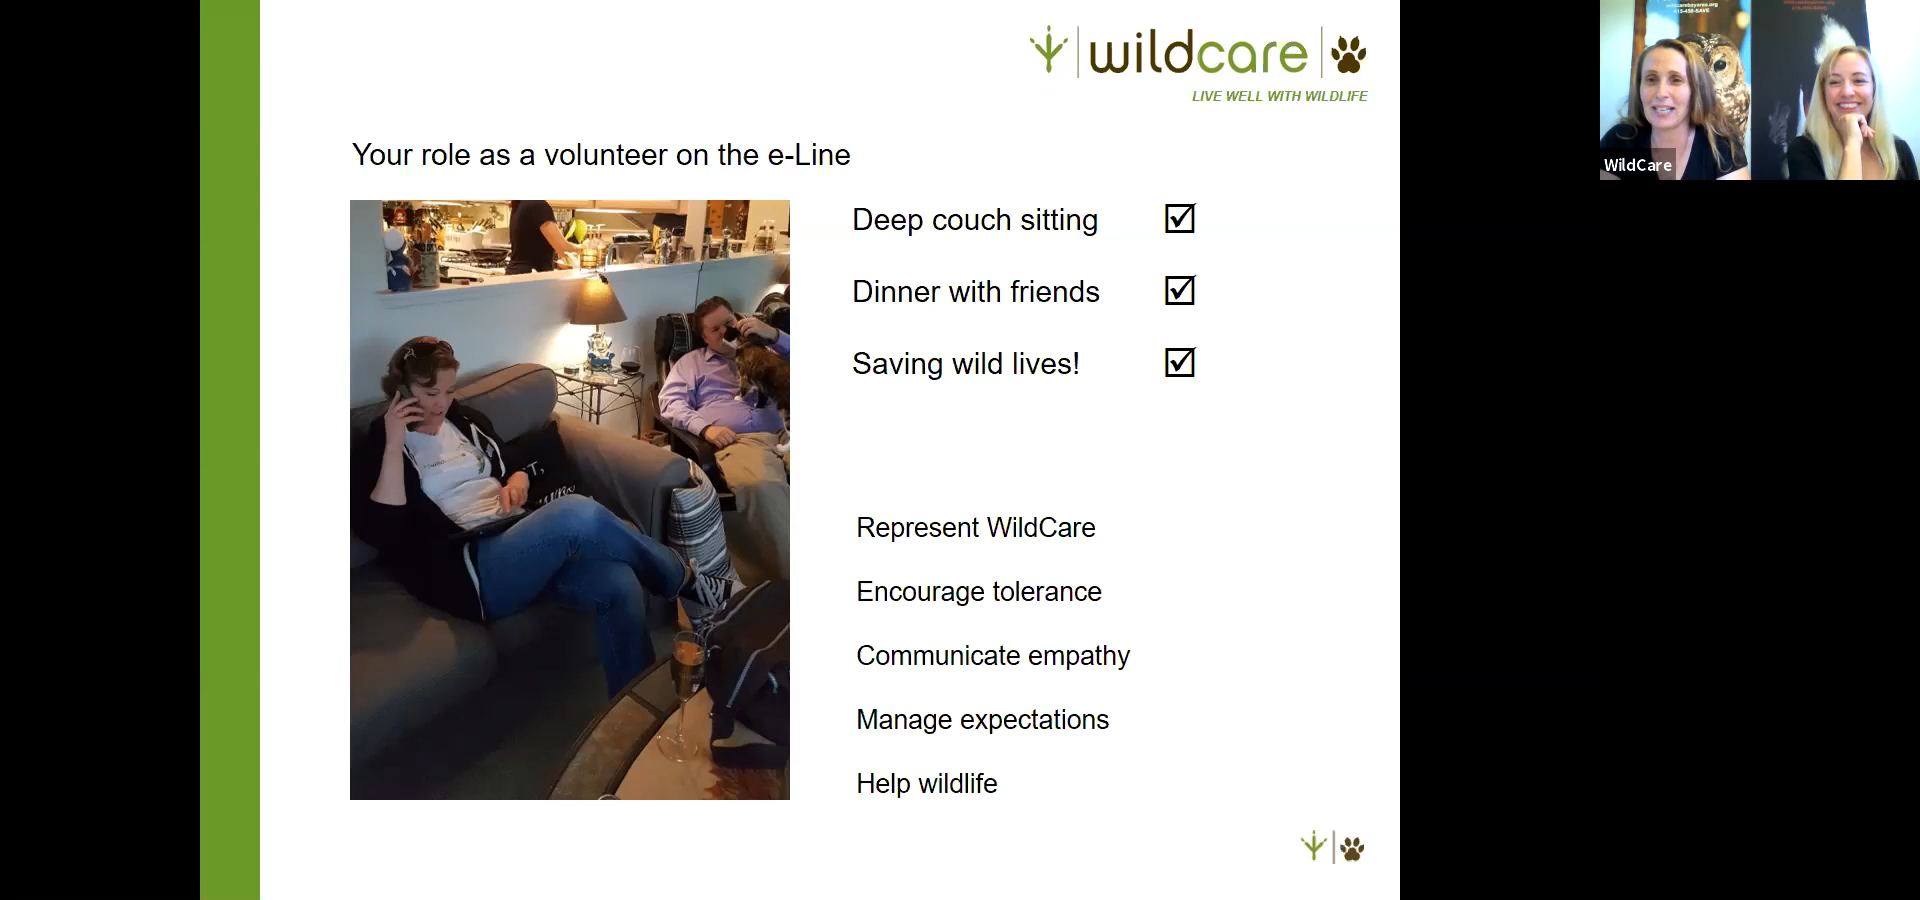 wildcare
LIVE WELL WITH WILDLIFE
Your role as a volunteer on the e-Line
Deep couch sitting
Dinner with friends
Saving wild lives!
Represent WildCare
Encourage tolerance
Communicate empathy
Manage expectations
Help wildlife
WildCare